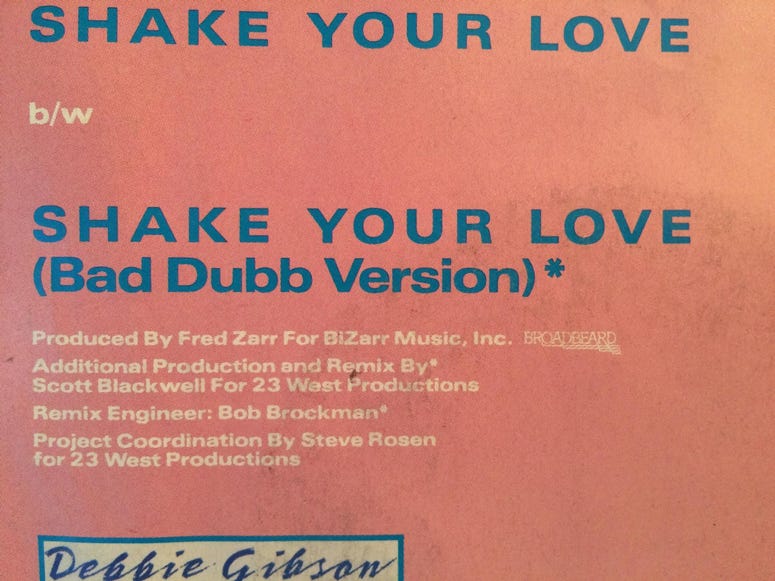 SHAKE YOUR LOVE
b/w
SHAKE YOUR LOVE
(Bad Dubb Version)*
Produced By Fred Zarr For BiZarr Music, Inc. BROADBEARD
Additional Production and Remix By*
Scott Blackwell For 23 West Productions
Remix Engineer: Bob Brockman*
Project Coordination By Steve Rosen
for 23 West Productions
Debbie Gibson